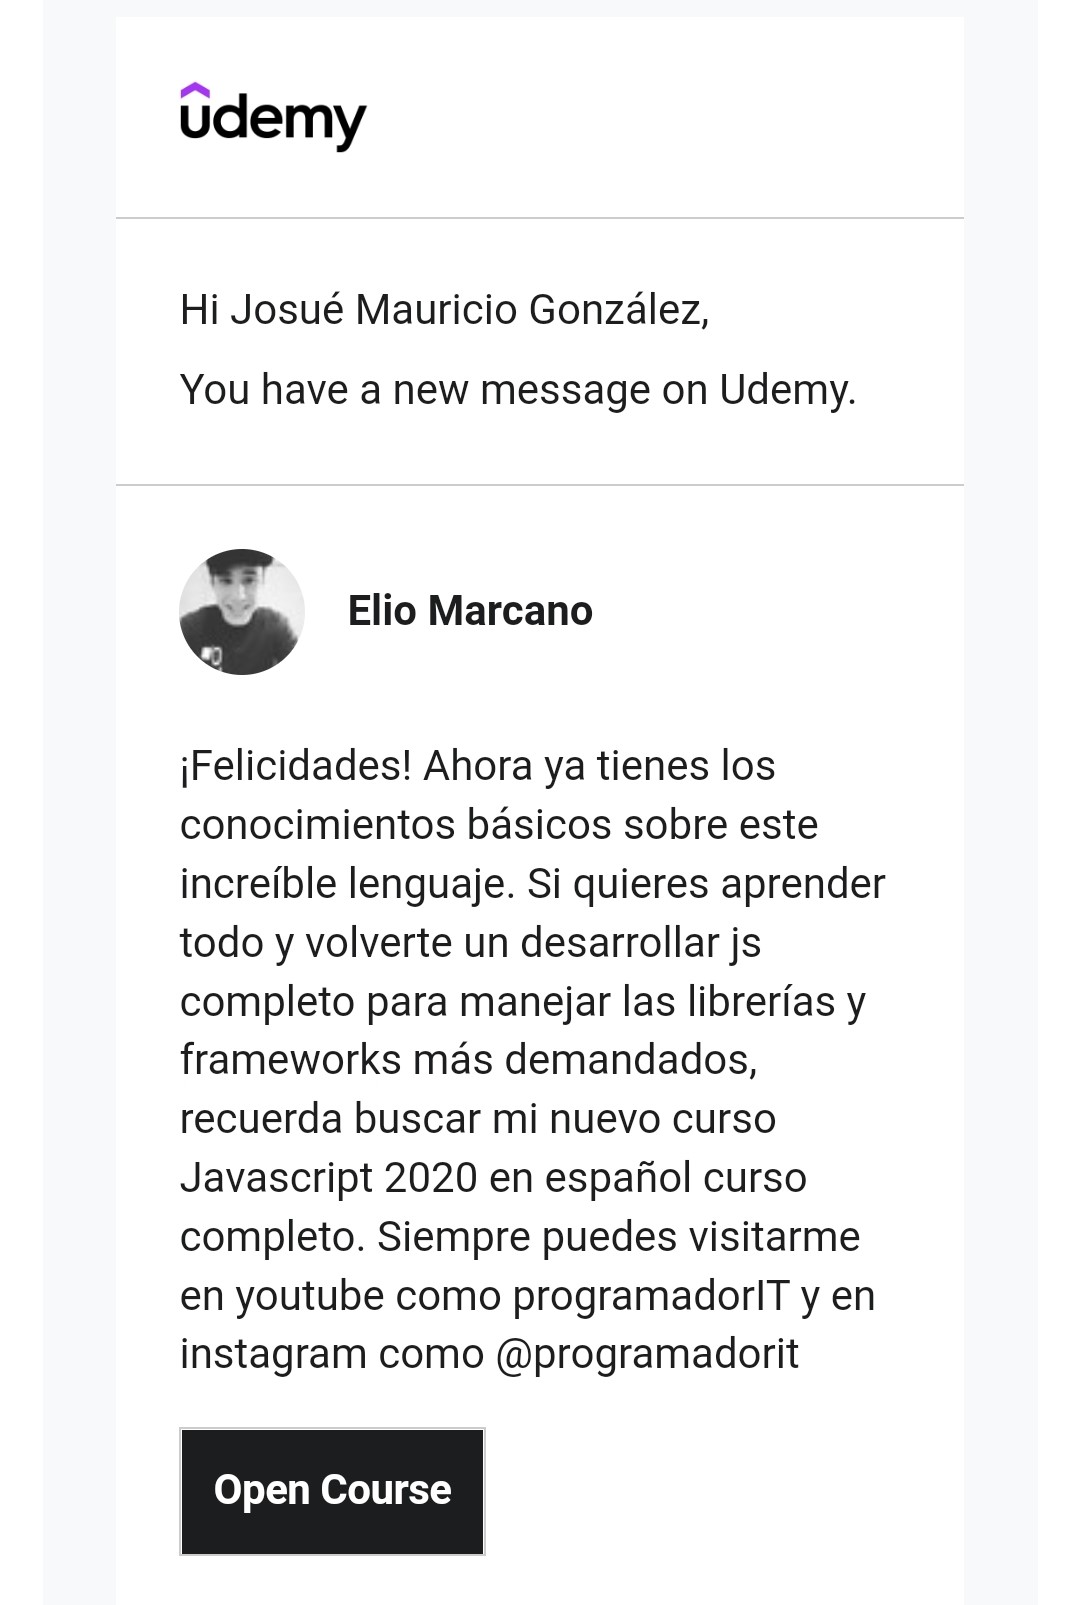 udemy
Hi Josué Mauricio González,
You have a new message on Udemy.
Elio Marcano
¡Felicidades! Ahora ya tienes los
conocimientos básicos sobre este
increíble lenguaje. Si quieres aprender
todo y volverte un desarrollar js
completo para manejar las librerías y
frameworks más demandados,
recuerda buscar mi nuevo curso
Javascript 2020 en español curso
completo. Siempre puedes visitarme
en youtube como programadorIT y en
instagram como @programadorit
Open Course